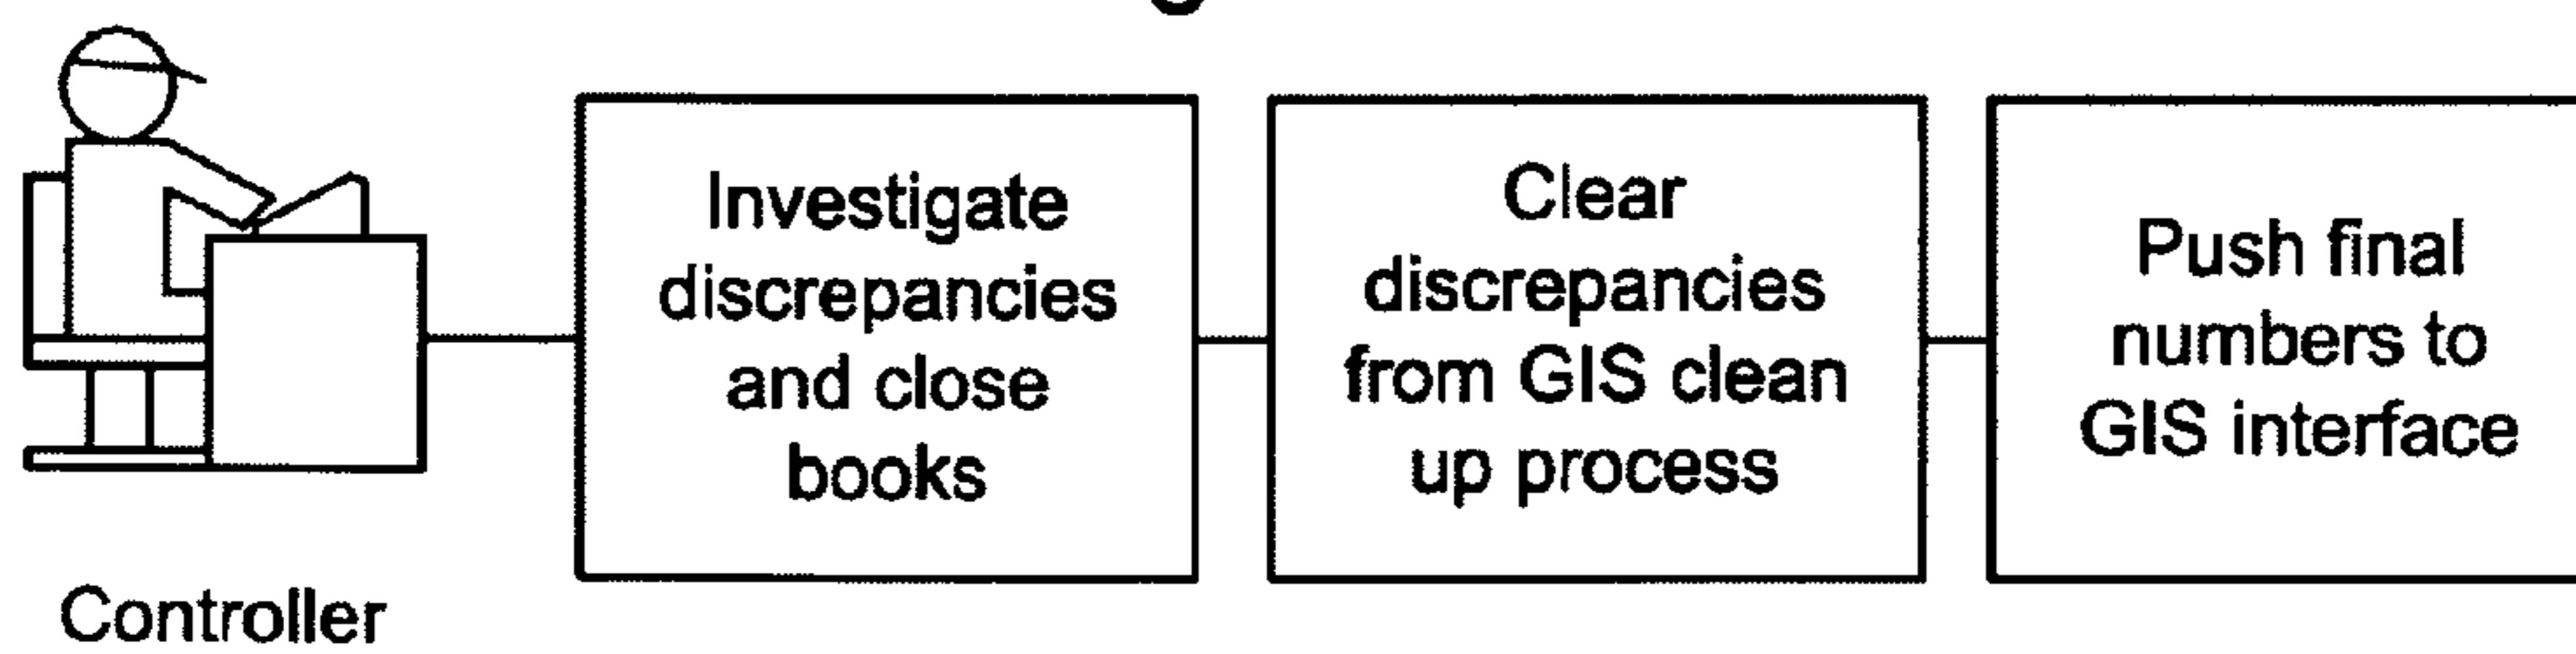 Investigate
discrepancies
and close
books
Clear
discrepancies
from GIS clean
up process
Push final
numbers to
GIS interface
Controller